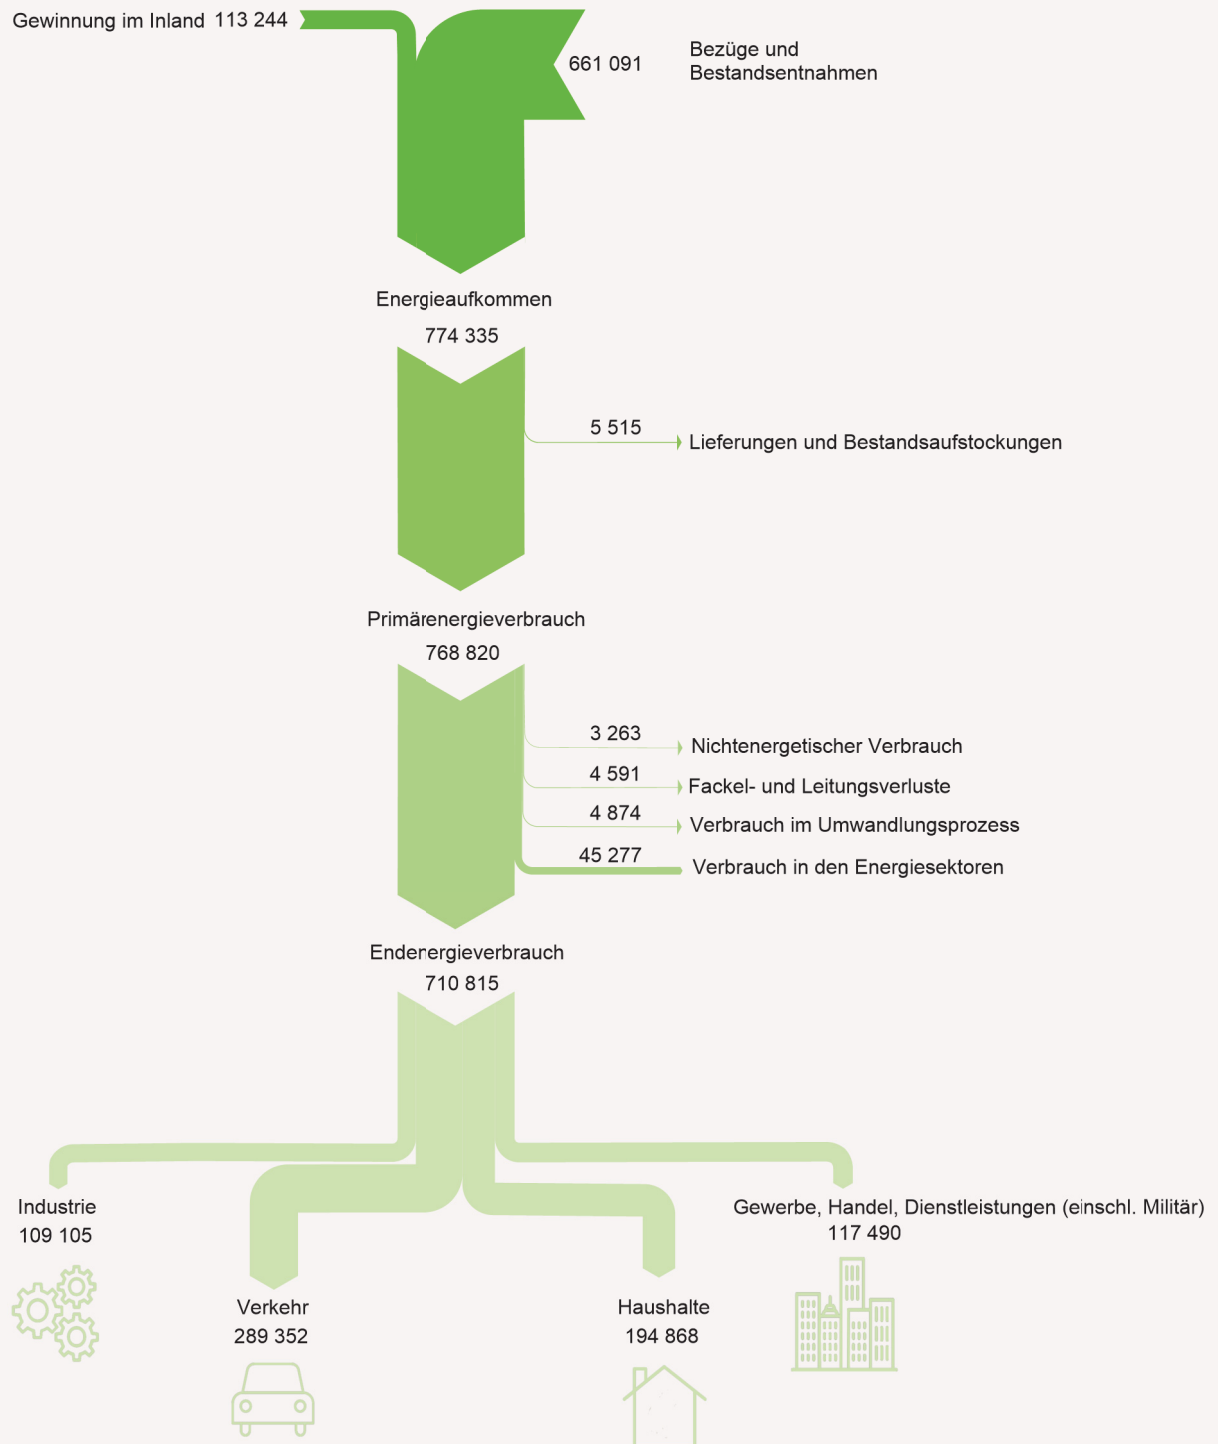 Gewinnung im Inland 113 244
661 091
Bezüge und
Bestandsentnahmen
Energieaufkommen
774 335
5 515
Lieferungen und Bestandsaufstockungen
Primärenergieverbrauch
768 820
3 263
Nichtenergetischer Verbrauch
4 591
Fackel- und Leitungsverluste
4 874
Verbrauch im Umwandlungsprozess
45 277
Verbrauch in den Energiesektoren
Endenergieverbrauch
710 815
Industrie
109 105
Gewerbe, Handel, Dienstleistungen (einschl. Militär)
117 490
Verkehr
289 352
Haushalte
194 868